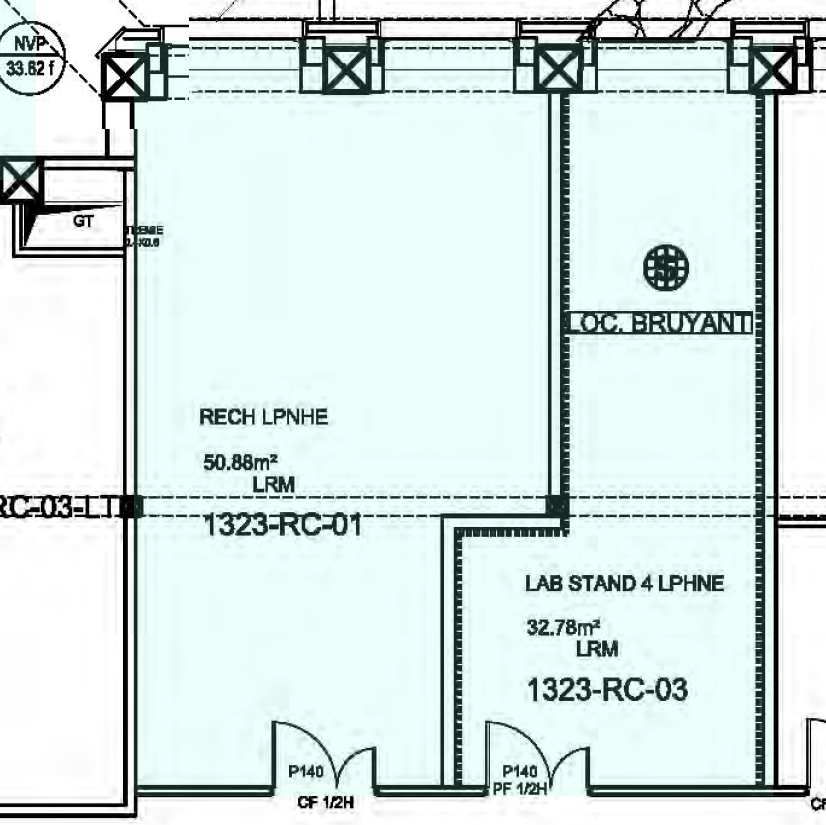 NVP
33.62 f
GT
S
LOC. BRUYANT
RECH LPNHE
50.88m²
LRM
RC-03-LT
1323-RC-01
LAB STAND 4 LPHNE
32.78m²
LRM
1323-RC-03
P140
CF 1/2H
P140
PF 1/2H
CF